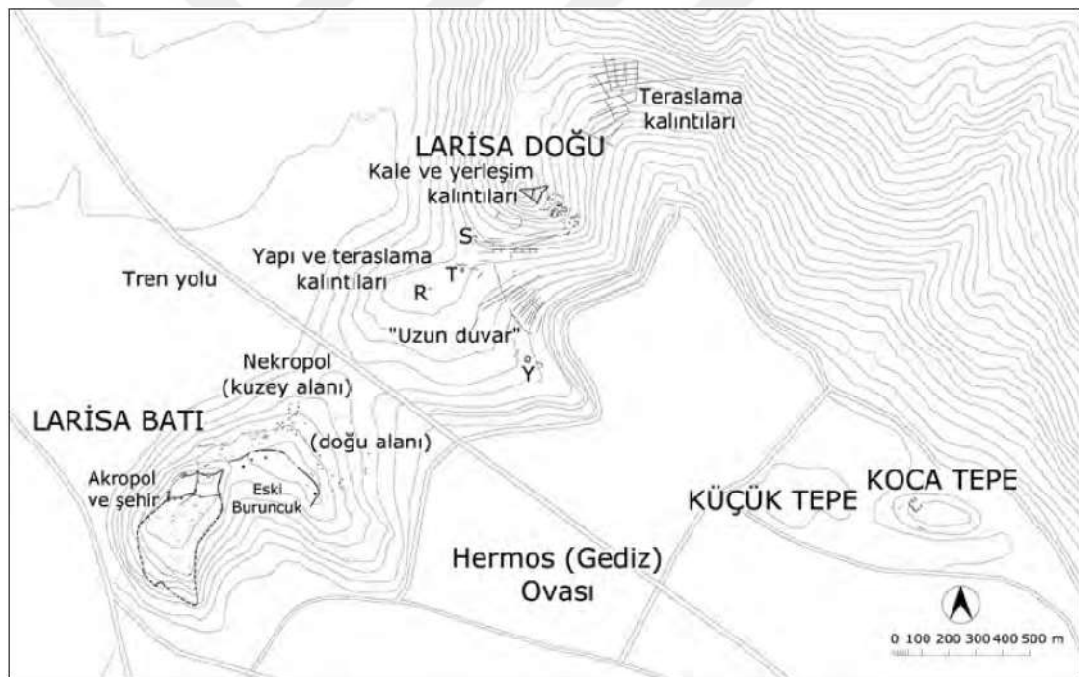 Teraslama
kalıntıları
LARİSA DOĞU
Kale ve yerleşim
kalıntıları
S
Yapı ve teraslama
kalıntıları
T
R
Tren yolu
"Uzun duvar"
Y
Nekropol
(kuzey alanı)
LARİSA BATI
(doğu alanı)
Akropol
ve şehir
Eski
Buruncuk
KOCA TEPE
KÜÇÜK TEPE
Hermos (Gediz)
Ovası
0 100 200 300 400 500 m